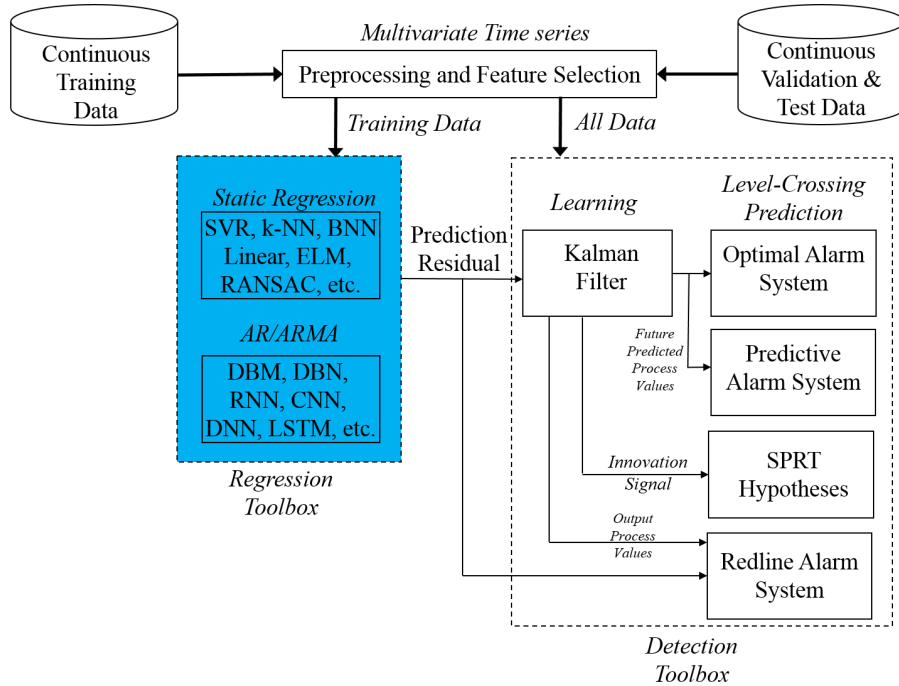 Continuous
Training
Data
Multivariate Time series
Preprocessing and Feature Selection
Continuous
Validation &
Test Data
Training Data
All Data
Static Regression
SVR, k-NN, BNN
Linear, ELM,
RANSAC, etc.
AR/ARMA
DBM, DBN,
RNN, CNN,
DNN, LSTM, etc.
Regression
Toolbox
Prediction
Residual
Learning
Kalman
Filter
Level-Crossing
Prediction
Optimal Alarm
System
Future
Predicted
Process
Values
Predictive
Alarm System
Innovation
Signal
SPRT
Hypotheses
Output
Process
Values
Redline Alarm
System
Detection
Toolbox